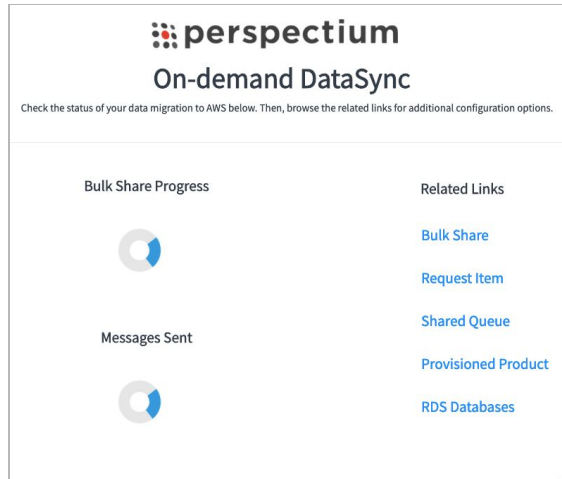 perspectium
On-demand DataSync
Check the status of your data migration to AWS below. Then, browse the related links for additional configuration options.
Bulk Share Progress
Messages Sent
Related Links
Bulk Share
Request Item
Shared Queue
Provisioned Product
RDS Databases